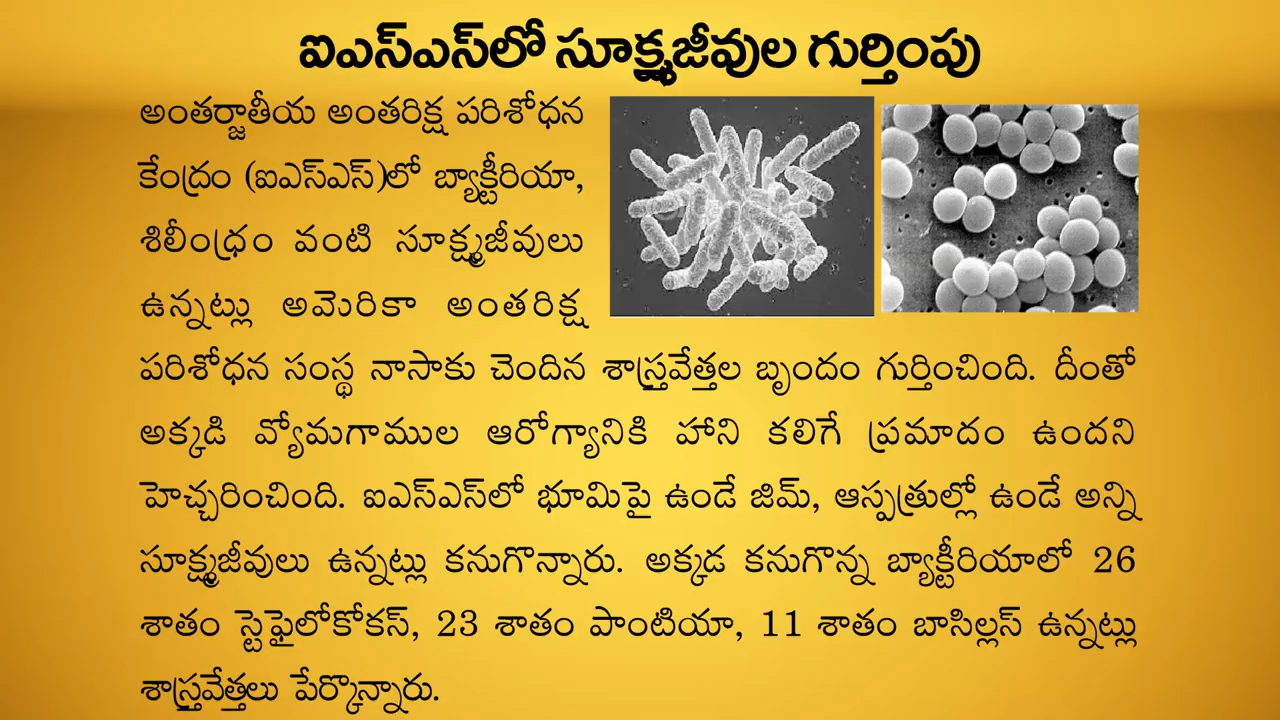 ఐఎస్ఎస్‌లో సూక్ష్మజీవుల గుర్తింపు
అంతర్జాతీయ అంతరిక్ష పరిశోధన
కేంద్రం (ఐఎస్ఎస్)లో బ్యాక్టీరియా,
శిలీంధ్రం వంటి సూక్ష్మజీవులు
ఉన్నట్లు అమెరికా అంతరిక్ష
పరిశోధన సంస్థ నాసాకు చెందిన శాస్త్రవేత్తల బృందం గుర్తించింది. దీంతో
అక్కడి వ్యోమగాముల ఆరోగ్యానికి హాని కలిగే ప్రమాదం ఉందని
హెచ్చరించింది. ఐఎస్ఎస్‌లో భూమిపై ఉండే జిమ్, ఆస్పత్రుల్లో ఉండే అన్ని
సూక్ష్మజీవులు ఉన్నట్లు కనుగొన్నారు. అక్కడ కనుగొన్న బ్యాక్టీరియాలో 26
శాతం స్టెఫైలోకోకస్, 23 శాతం పాంటియా, 11 శాతం బాసిల్లస్ ఉన్నట్లు
శాస్త్రవేత్తలు పేర్కొన్నారు.